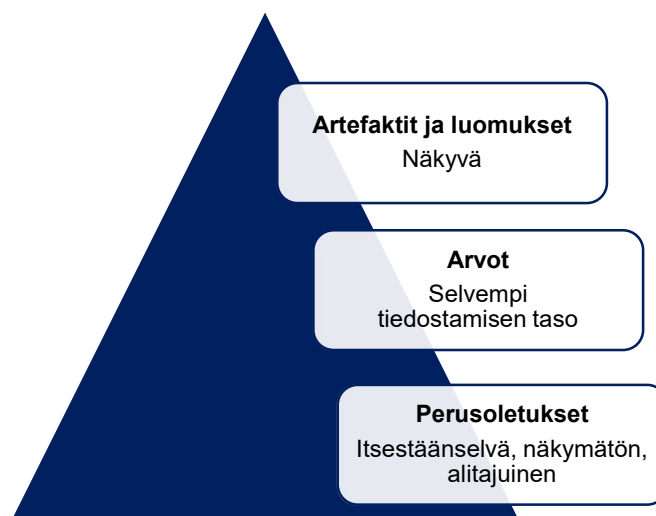 Artefaktit ja luomukset
Näkyvä
Arvot
Selvempi
tiedostamisen taso
Perusoletukset
Itsestäänselvä, näkymätön,
alitajuinen